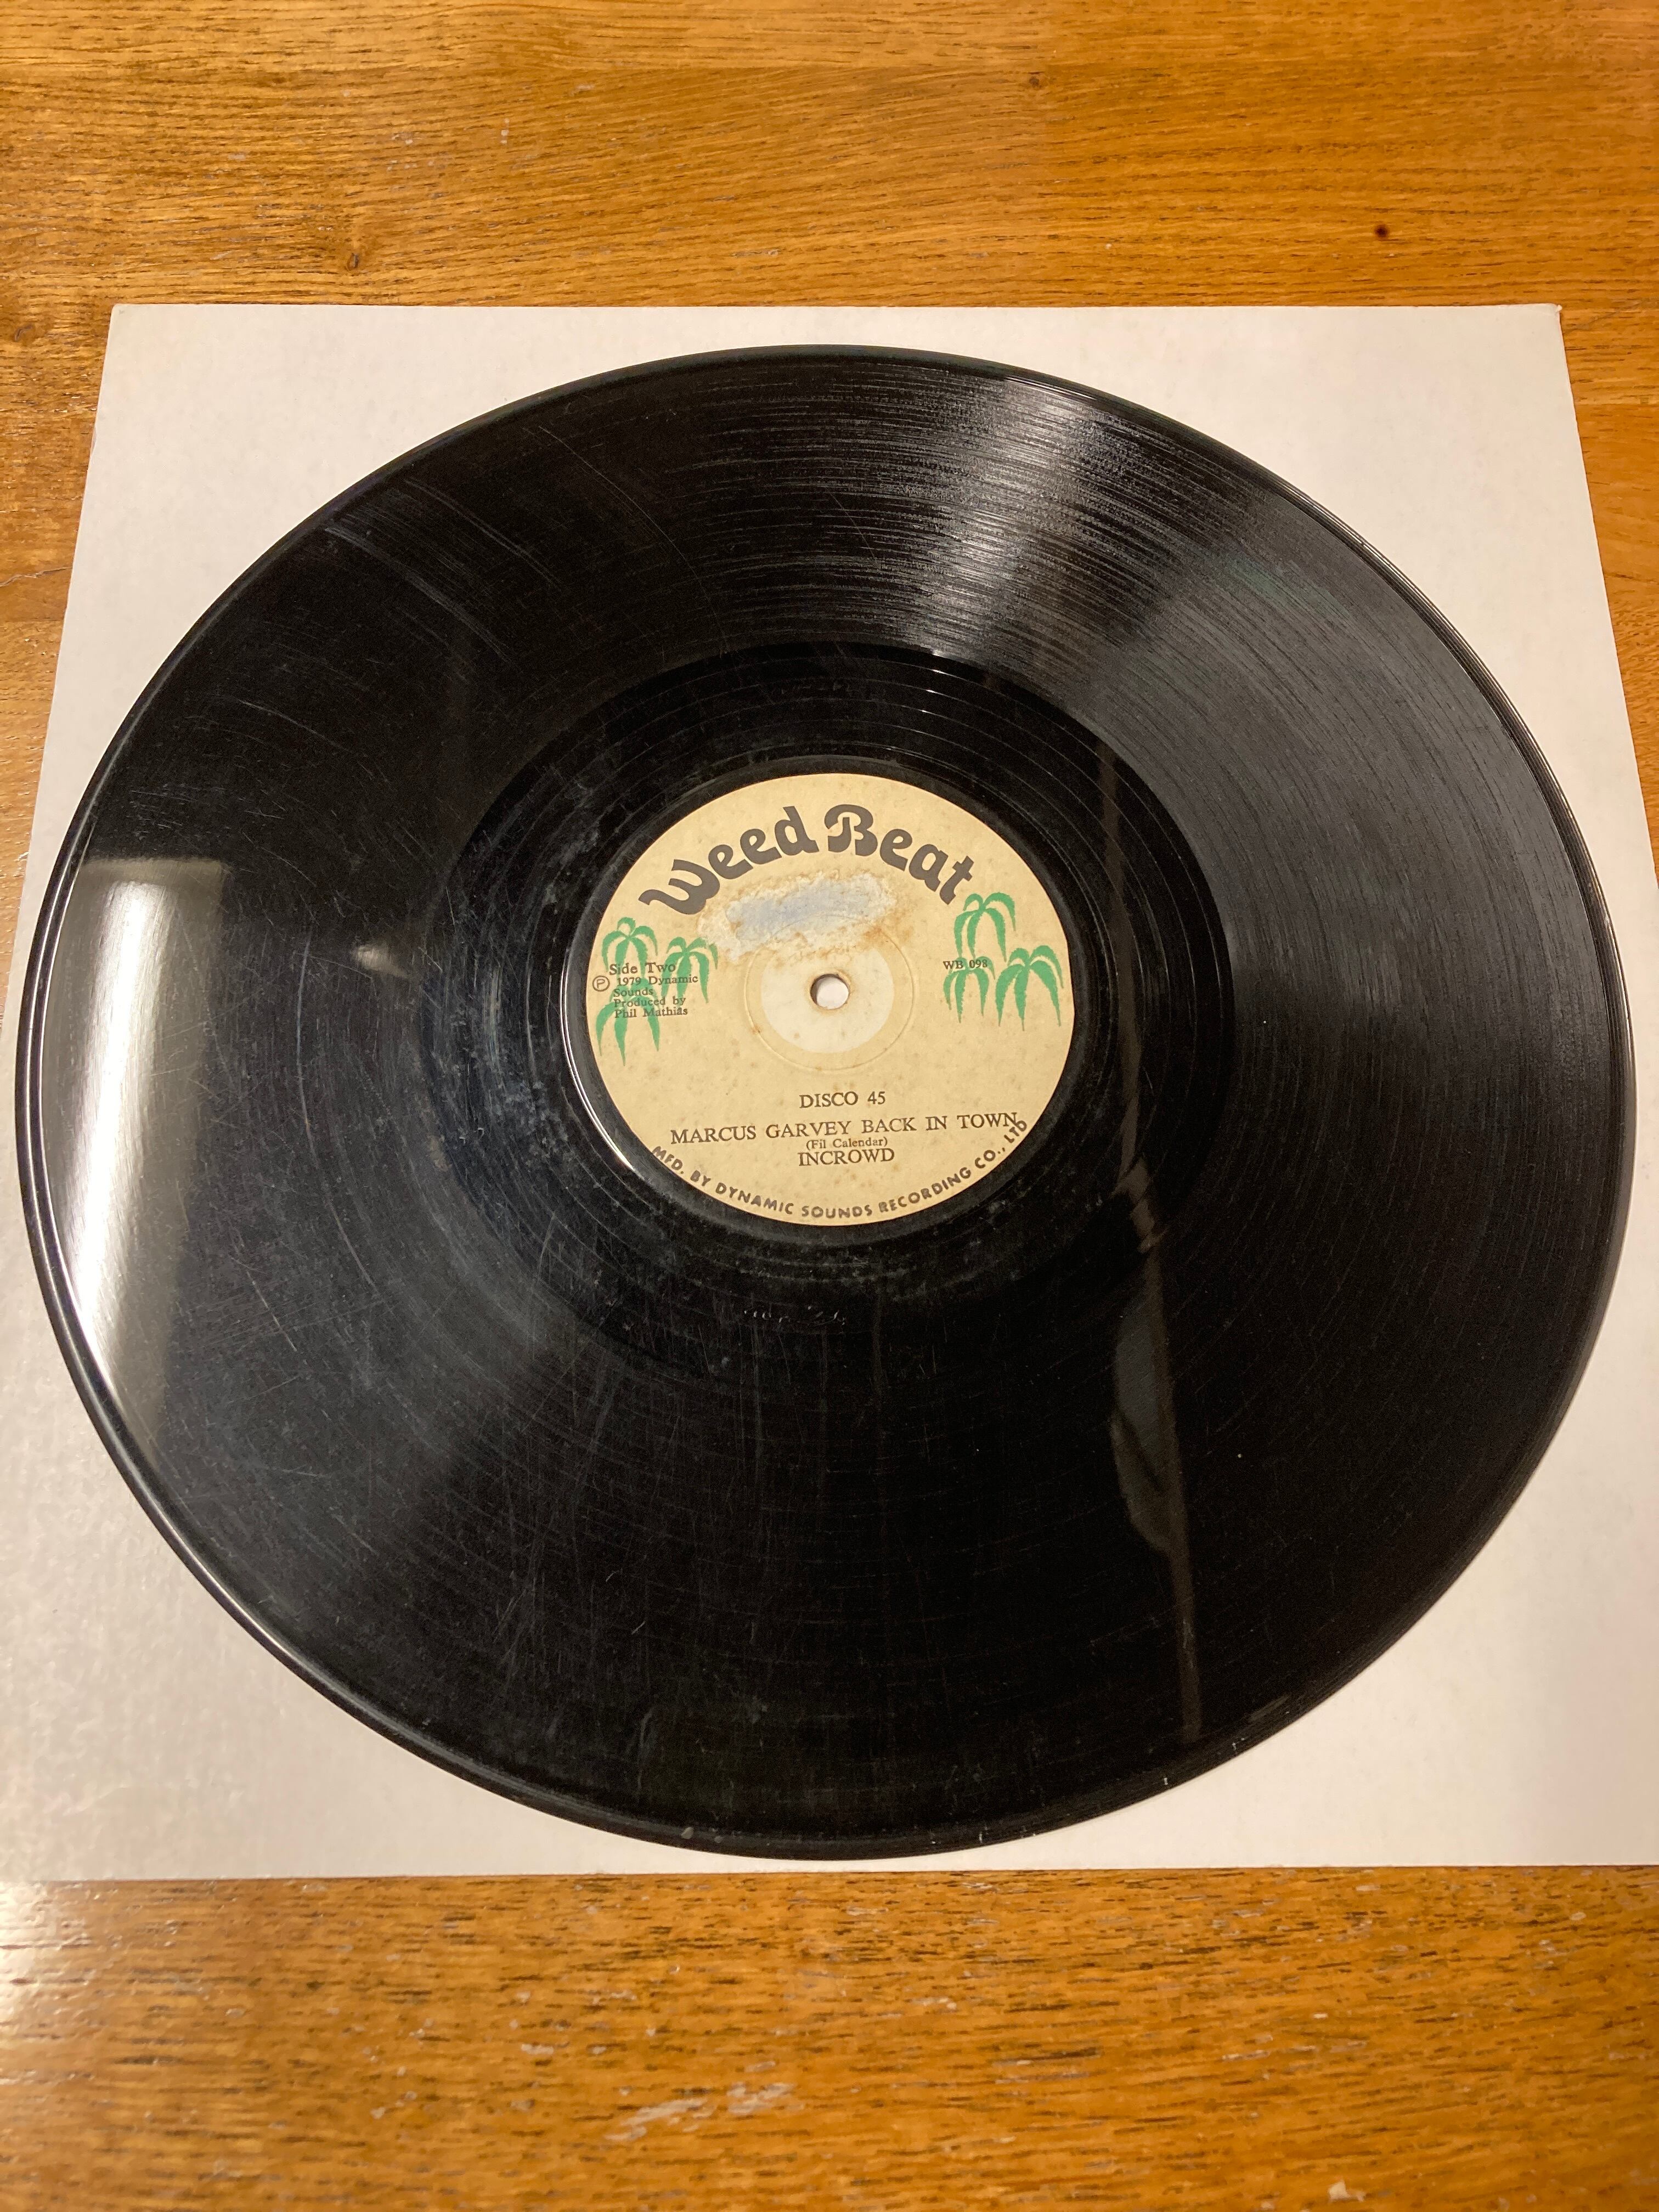 Weed Beat
Side Two
℗ 1979 Dynamic
Sounds
Produced by
Phil Mathias
WB 098
DISCO 45
MARCUS GARVEY BACK IN TOWN
(Fil Calendar)
INCROWD
MFD. BY DYNAMIC SOUNDS RECORDING CO., LTD